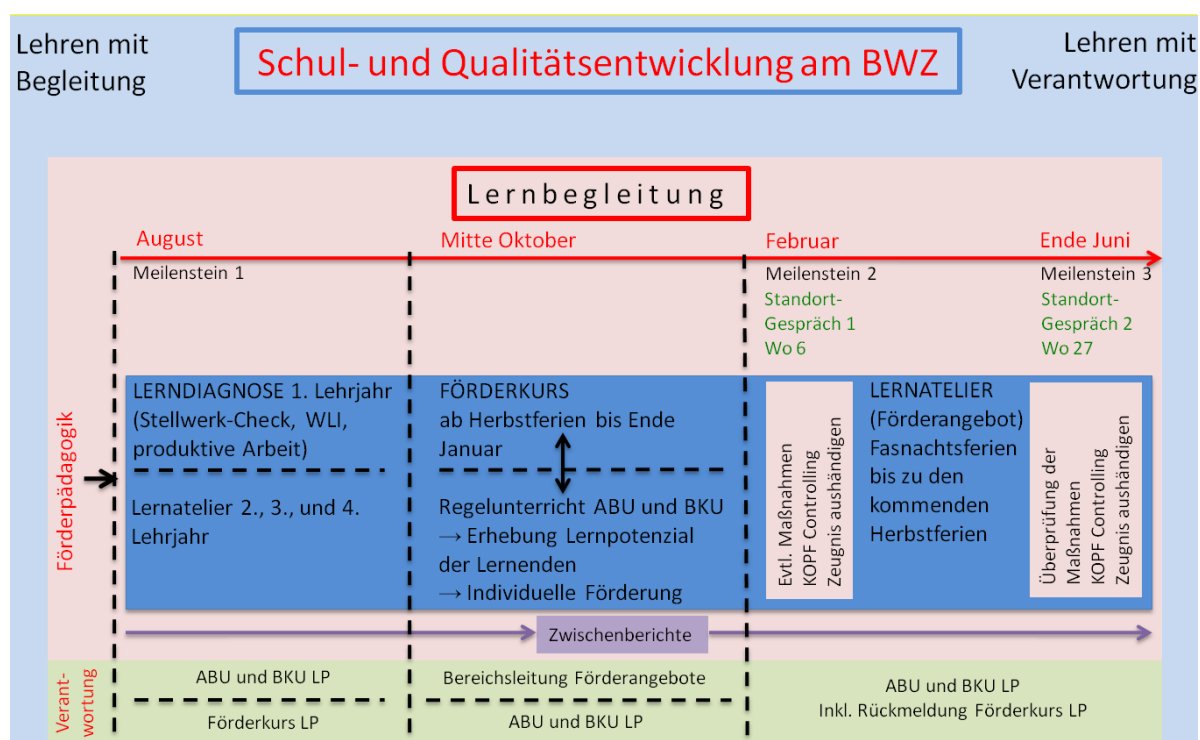 Lehren mit
Begleitung
Schul- und Qualitätsentwicklung am BWZ
Lehren mit
Verantwortung
Lernbegleitung
August
Mitte Oktober
Februar
Ende Juni
Meilenstein 1
Meilenstein 2
Standort-
Gespräch 1
Wo 6
Meilenstein 3
Standort-
Gespräch 2
Wo 27
Förderpädagogik
LERNDIAGNOSE 1. Lehrjahr
(Stellwerk-Check, WLI,
produktive Arbeit)
Lernatelier 2., 3., und 4.
Lehrjahr
FÖRDERKURS
ab Herbstferien bis Ende
Januar
Regelunterricht ABU und BKU
→ Erhebung Lernpotenzial
der Lernenden
→ Individuelle Förderung
Evtl. Maßnahmen
KOPF Controlling
Zeugnis aushändigen
LERNATELIER
(Förderangebot)
Fasnachtsferien
bis zu den
kommenden
Herbstferien
Überprüfung der
Maßnahmen
KOPF Controlling
Zeugnis aushändigen
Zwischenberichte
Verant-
wortung
ABU und BKU LP
Förderkurs LP
Bereichsleitung Förderangebote
ABU und BKU LP
ABU und BKU LP
Inkl. Rückmeldung Förderkurs LP